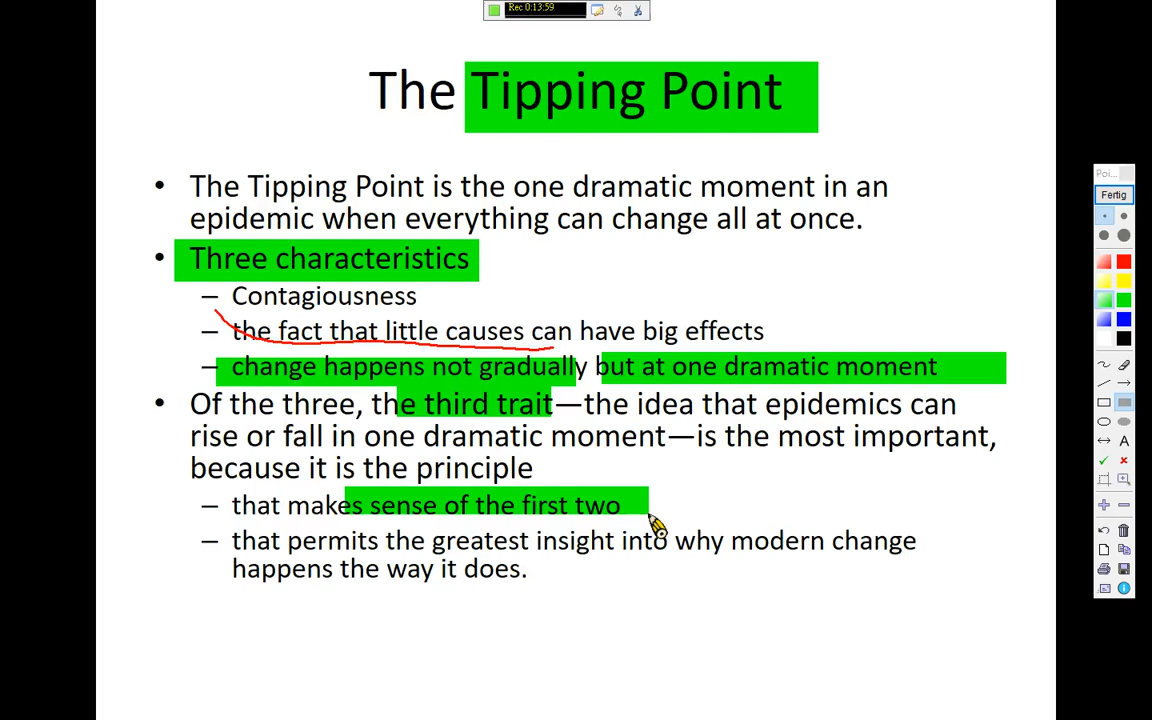 Rec 0:13:59
The Tipping Point
• The Tipping Point is the one dramatic moment in an
epidemic when everything can change all at once.
• Three characteristics
– Contagiousness
– the fact that little causes can have big effects
– change happens not gradually but at one dramatic moment
• Of the three, the third trait—the idea that epidemics can
rise or fall in one dramatic moment—is the most important,
because it is the principle
– that makes sense of the first two
– that permits the greatest insight into why modern change
happens the way it does.
Poi...
Fertig
A